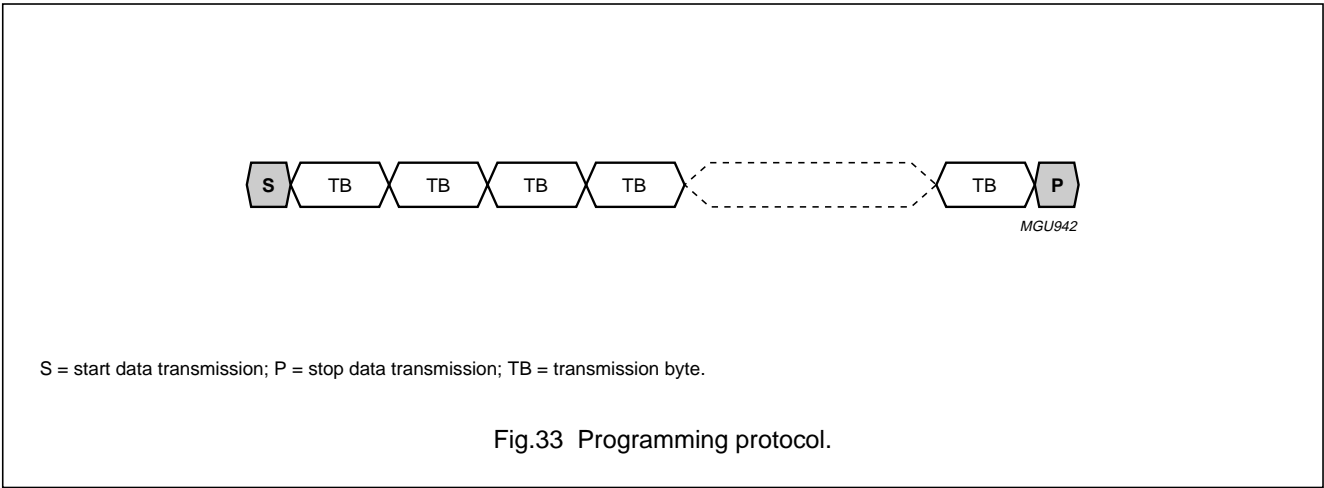 S TB TB TB TB TB P
MGU942
S = start data transmission; P = stop data transmission; TB = transmission byte.
Fig.33 Programming protocol.